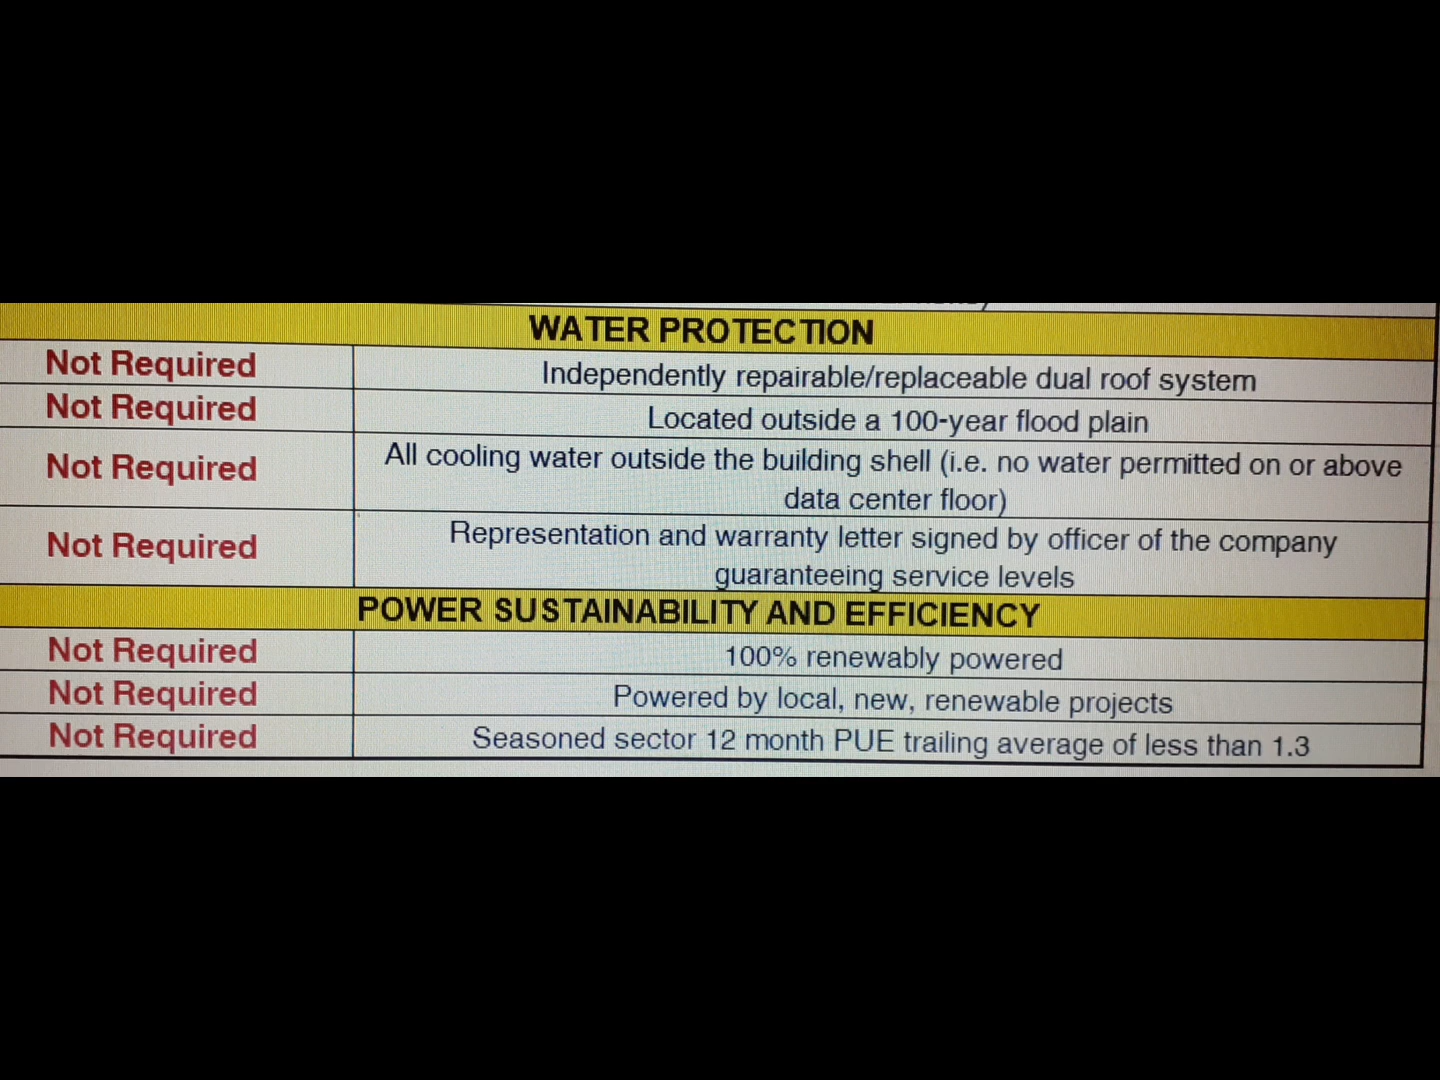 WATER PROTECTION
Not Required Independently repairable/replaceable dual roof system
Not Required Located outside a 100-year flood plain
Not Required All cooling water outside the building shell (i.e. no water permitted on or above
data center floor)
Not Required Representation and warranty letter signed by officer of the company
guaranteeing service levels
POWER SUSTAINABILITY AND EFFICIENCY
Not Required 100% renewably powered
Not Required Powered by local, new, renewable projects
Not Required Seasoned sector 12 month PUE trailing average of less than 1.3